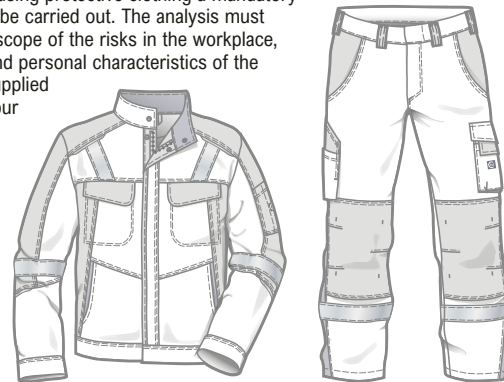 using protective clothing a mandatory
be carried out. The analysis must
scope of the risks in the workplace,
nd personal characteristics of the
upplied
our